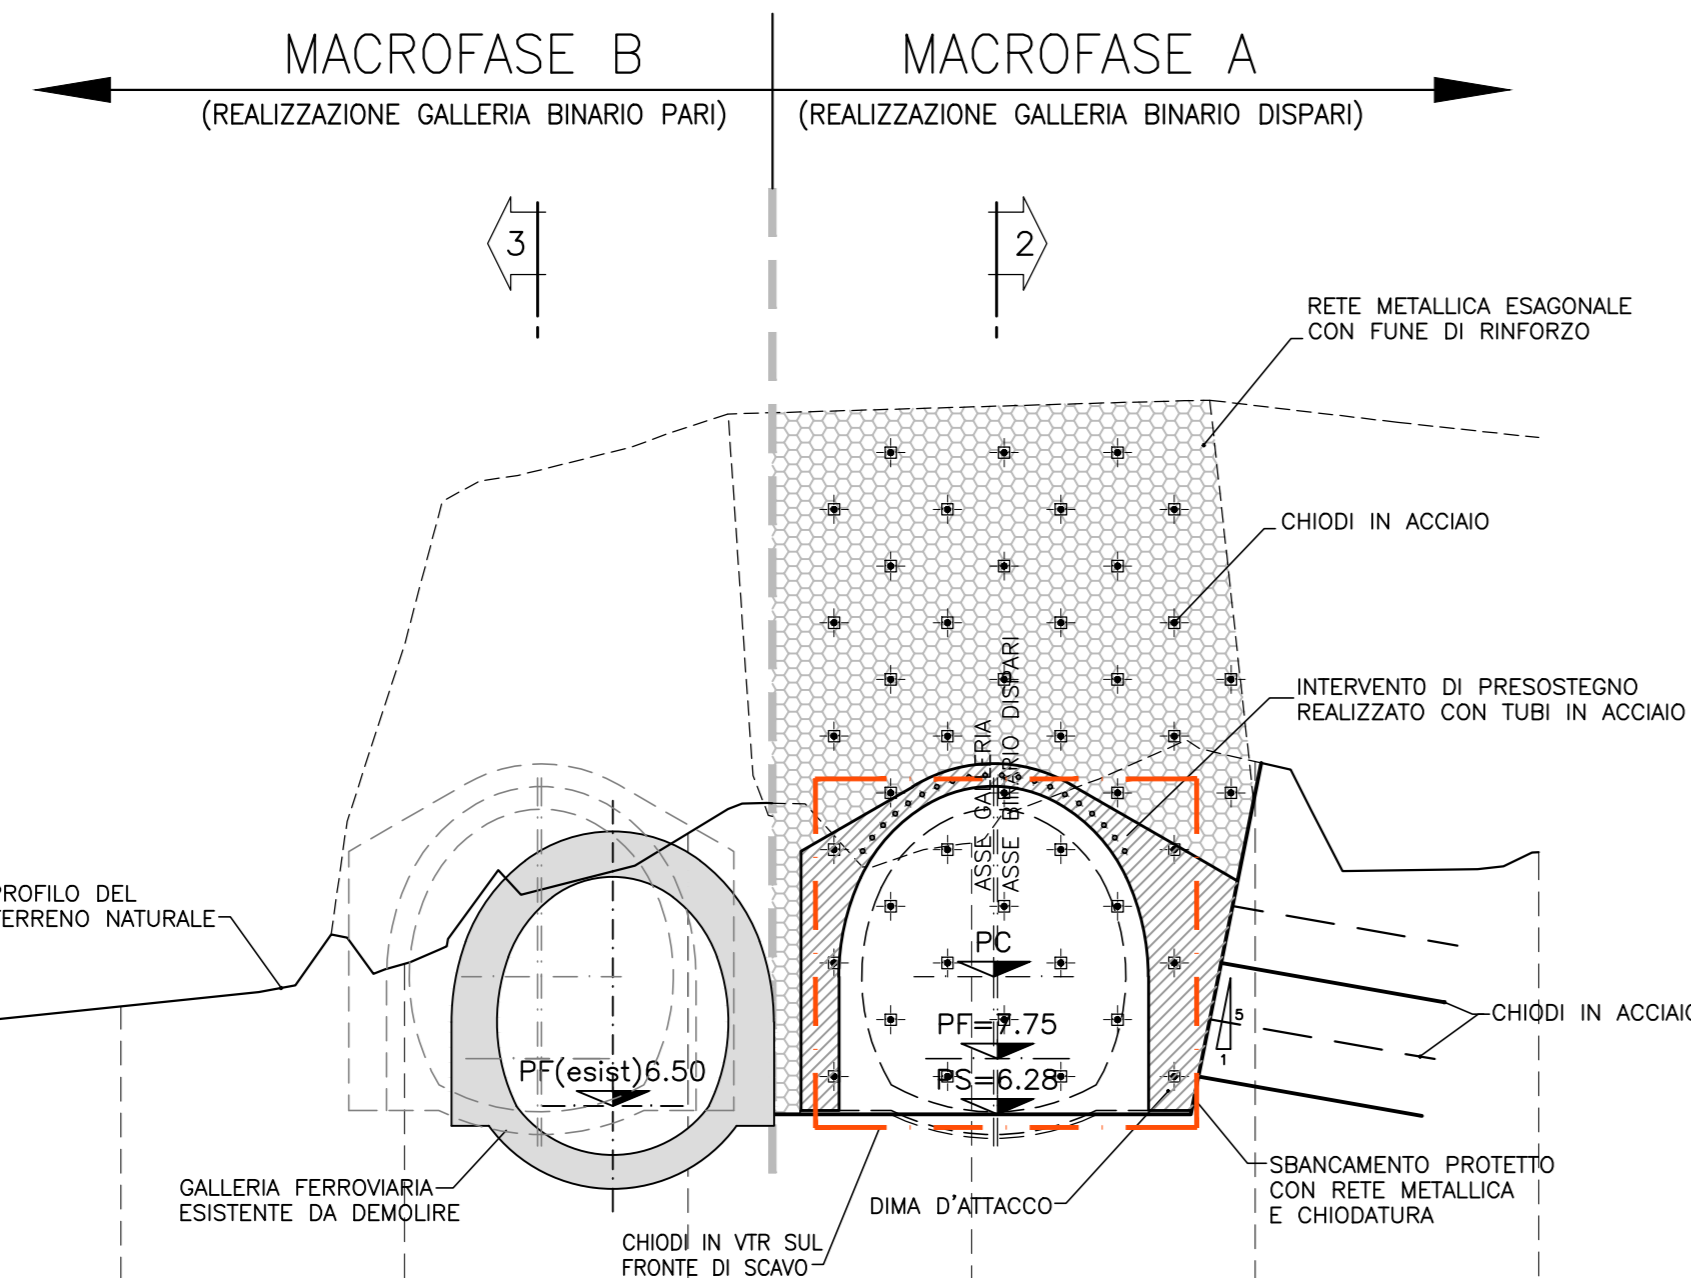 MACROFASE B
MACROFASE A
(REALIZZAZIONE GALLERIA BINARIO PARI)
(REALIZZAZIONE GALLERIA BINARIO DISPARI)
3
2
RETE METALLICA ESAGONALE
CON FUNE DI RINFORZO
CHIODI IN ACCIAIO
INTERVENTO DI PRESOSTEGNO
REALIZZATO CON TUBI IN ACCIAIO
ASSE GALLERIA
ASSE BINARIO DISPARI
PROFILO DEL
TERRENO NATURALE
PC
PF=7.75
PS=6.28
PF(esist)6.50
5
1
CHIODI IN ACCIAIO
GALLERIA FERROVIARIA
ESISTENTE DA DEMOLIRE
CHIODI IN VTR SUL
FRONTE DI SCAVO
DIMA D'ATTACCO
SBANCAMENTO PROTETTO
CON RETE METALLICA
E CHIODATURA